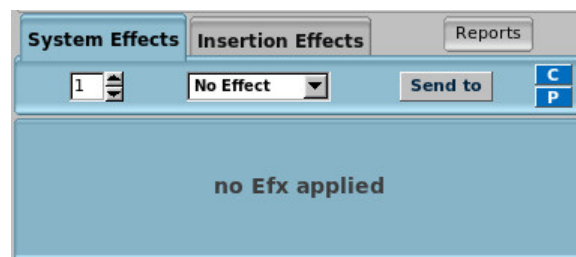 System Effects Insertion Effects Reports
1 No Effect Send to C
P
no Efx applied